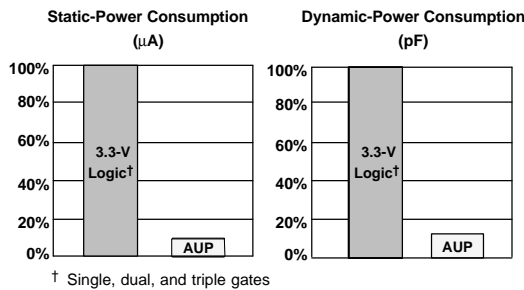 Static-Power Consumption
(μA)
100%
80%
60%
40%
20%
0%
3.3-V
Logic†
AUP
Dynamic-Power Consumption
(pF)
100%
80%
60%
40%
20%
0%
3.3-V
Logic†
AUP
† Single, dual, and triple gates